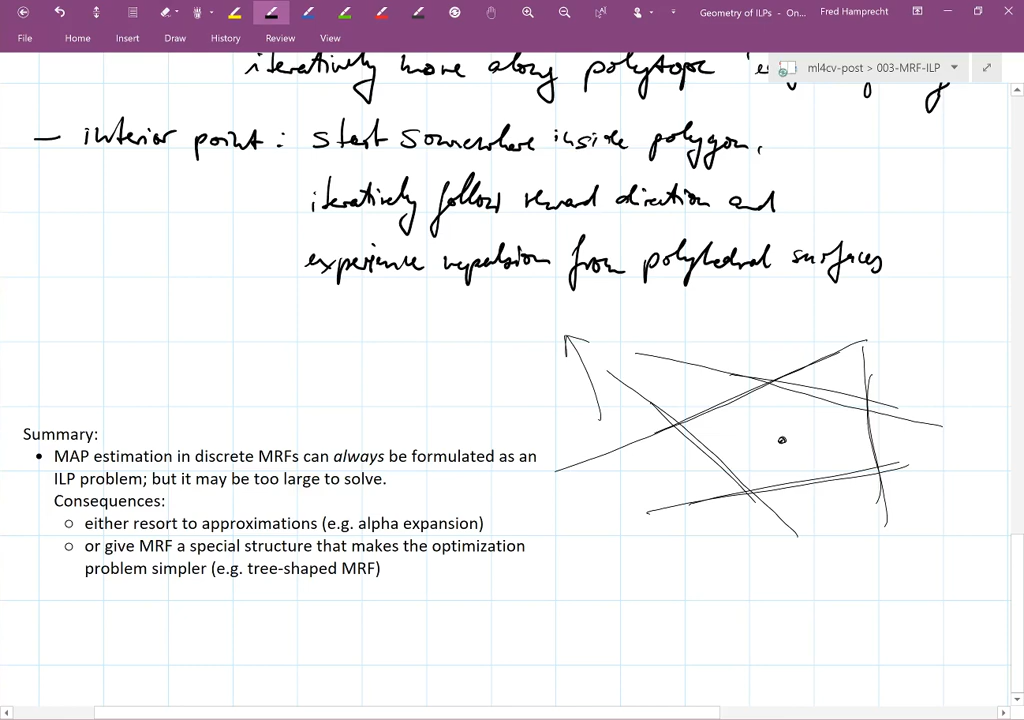 Geometry of ILPs - On...
Fred Hamprecht
File Home Insert Draw History Review View
ml4cv-post > 003-MRF-ILP
iteratively move along polytope
– interior point : start somewhere inside polygon,
iteratively follow reward direction and
experience repulsion from polyhedral surfaces
Summary:
• MAP estimation in discrete MRFs can always be formulated as an
ILP problem; but it may be too large to solve.
Consequences:
○ either resort to approximations (e.g. alpha expansion)
○ or give MRF a special structure that makes the optimization
problem simpler (e.g. tree-shaped MRF)